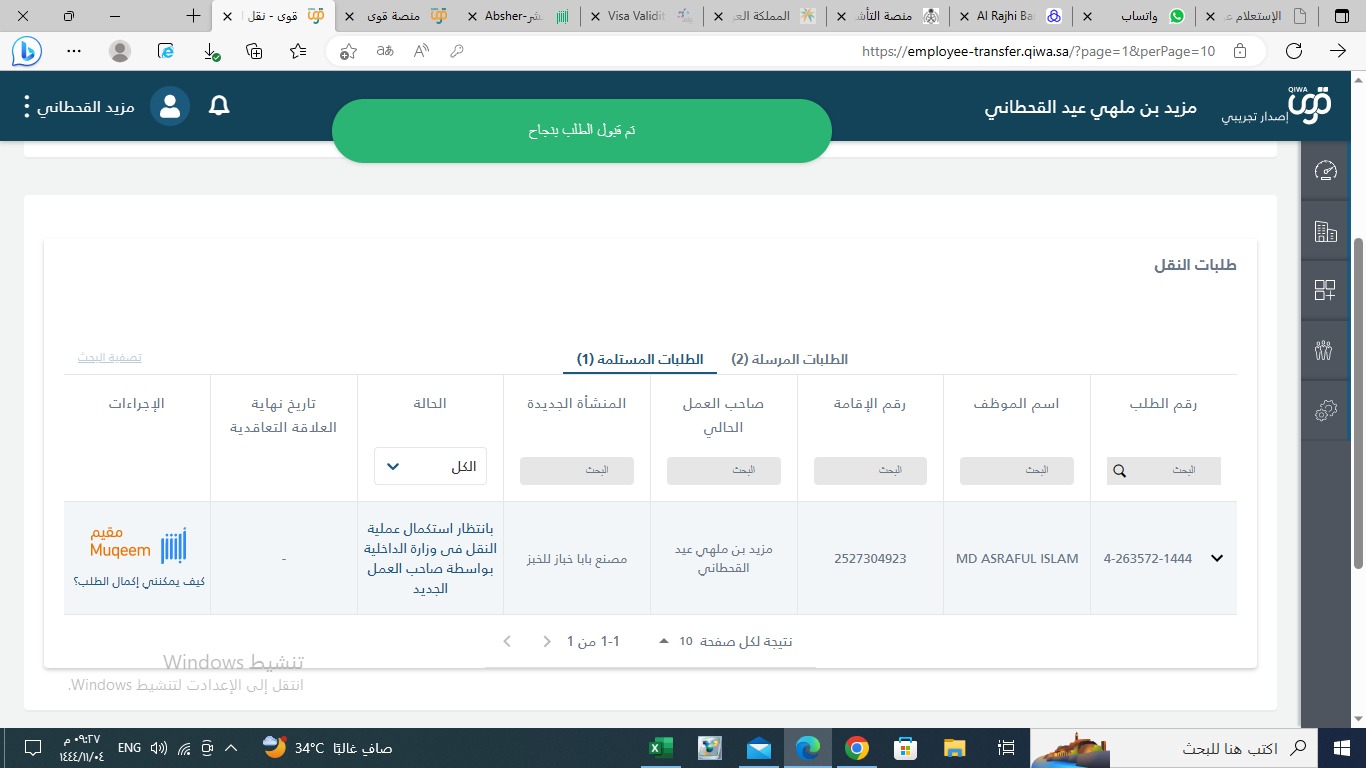 الإستعلام ع
واتساب
Al Rajhi Ba
منصة التأش
المملكة العر
Visa Validit
Absher-شر
منصة قوى
قوى - نقل ا
https://employee-transfer.qiwa.sa/?page=1&perPage=10
QIWA
قوى
إصدار تجريبي
مزيد بن ملهي عيد القحطاني
تم قبول الطلب بنجاح
مزيد القحطاني
طلبات النقل
الطلبات المرسلة (2)
الطلبات المستلمة (1)
تصفية البحث
رقم الطلب
اسم الموظف
رقم الإقامة
صاحب العمل
الحالي
المنشأة الجديدة
الحالة
تاريخ نهاية
العلاقة التعاقدية
الإجراءات
البحث
البحث
البحث
البحث
البحث
الكل
4-263572-1444
MD ASRAFUL ISLAM
2527304923
مزيد بن ملهي عيد
القحطاني
مصنع بابا خباز للخبز
بانتظار استكمال عملية
النقل في وزارة الداخلية
بواسطة صاحب العمل
الجديد
-
أبشر
مقيم
Muqeem
كيف يمكنني إكمال الطلب؟
نتيجة لكل صفحة 10
1-1 من 1
تنشيط Windows
انتقل إلى الإعدادت لتنشيط Windows.
اكتب هنا للبحث
34°C صاف غالبًا
ENG
٠٩:٢٧ م
١٤٤٤/١١/٠٤